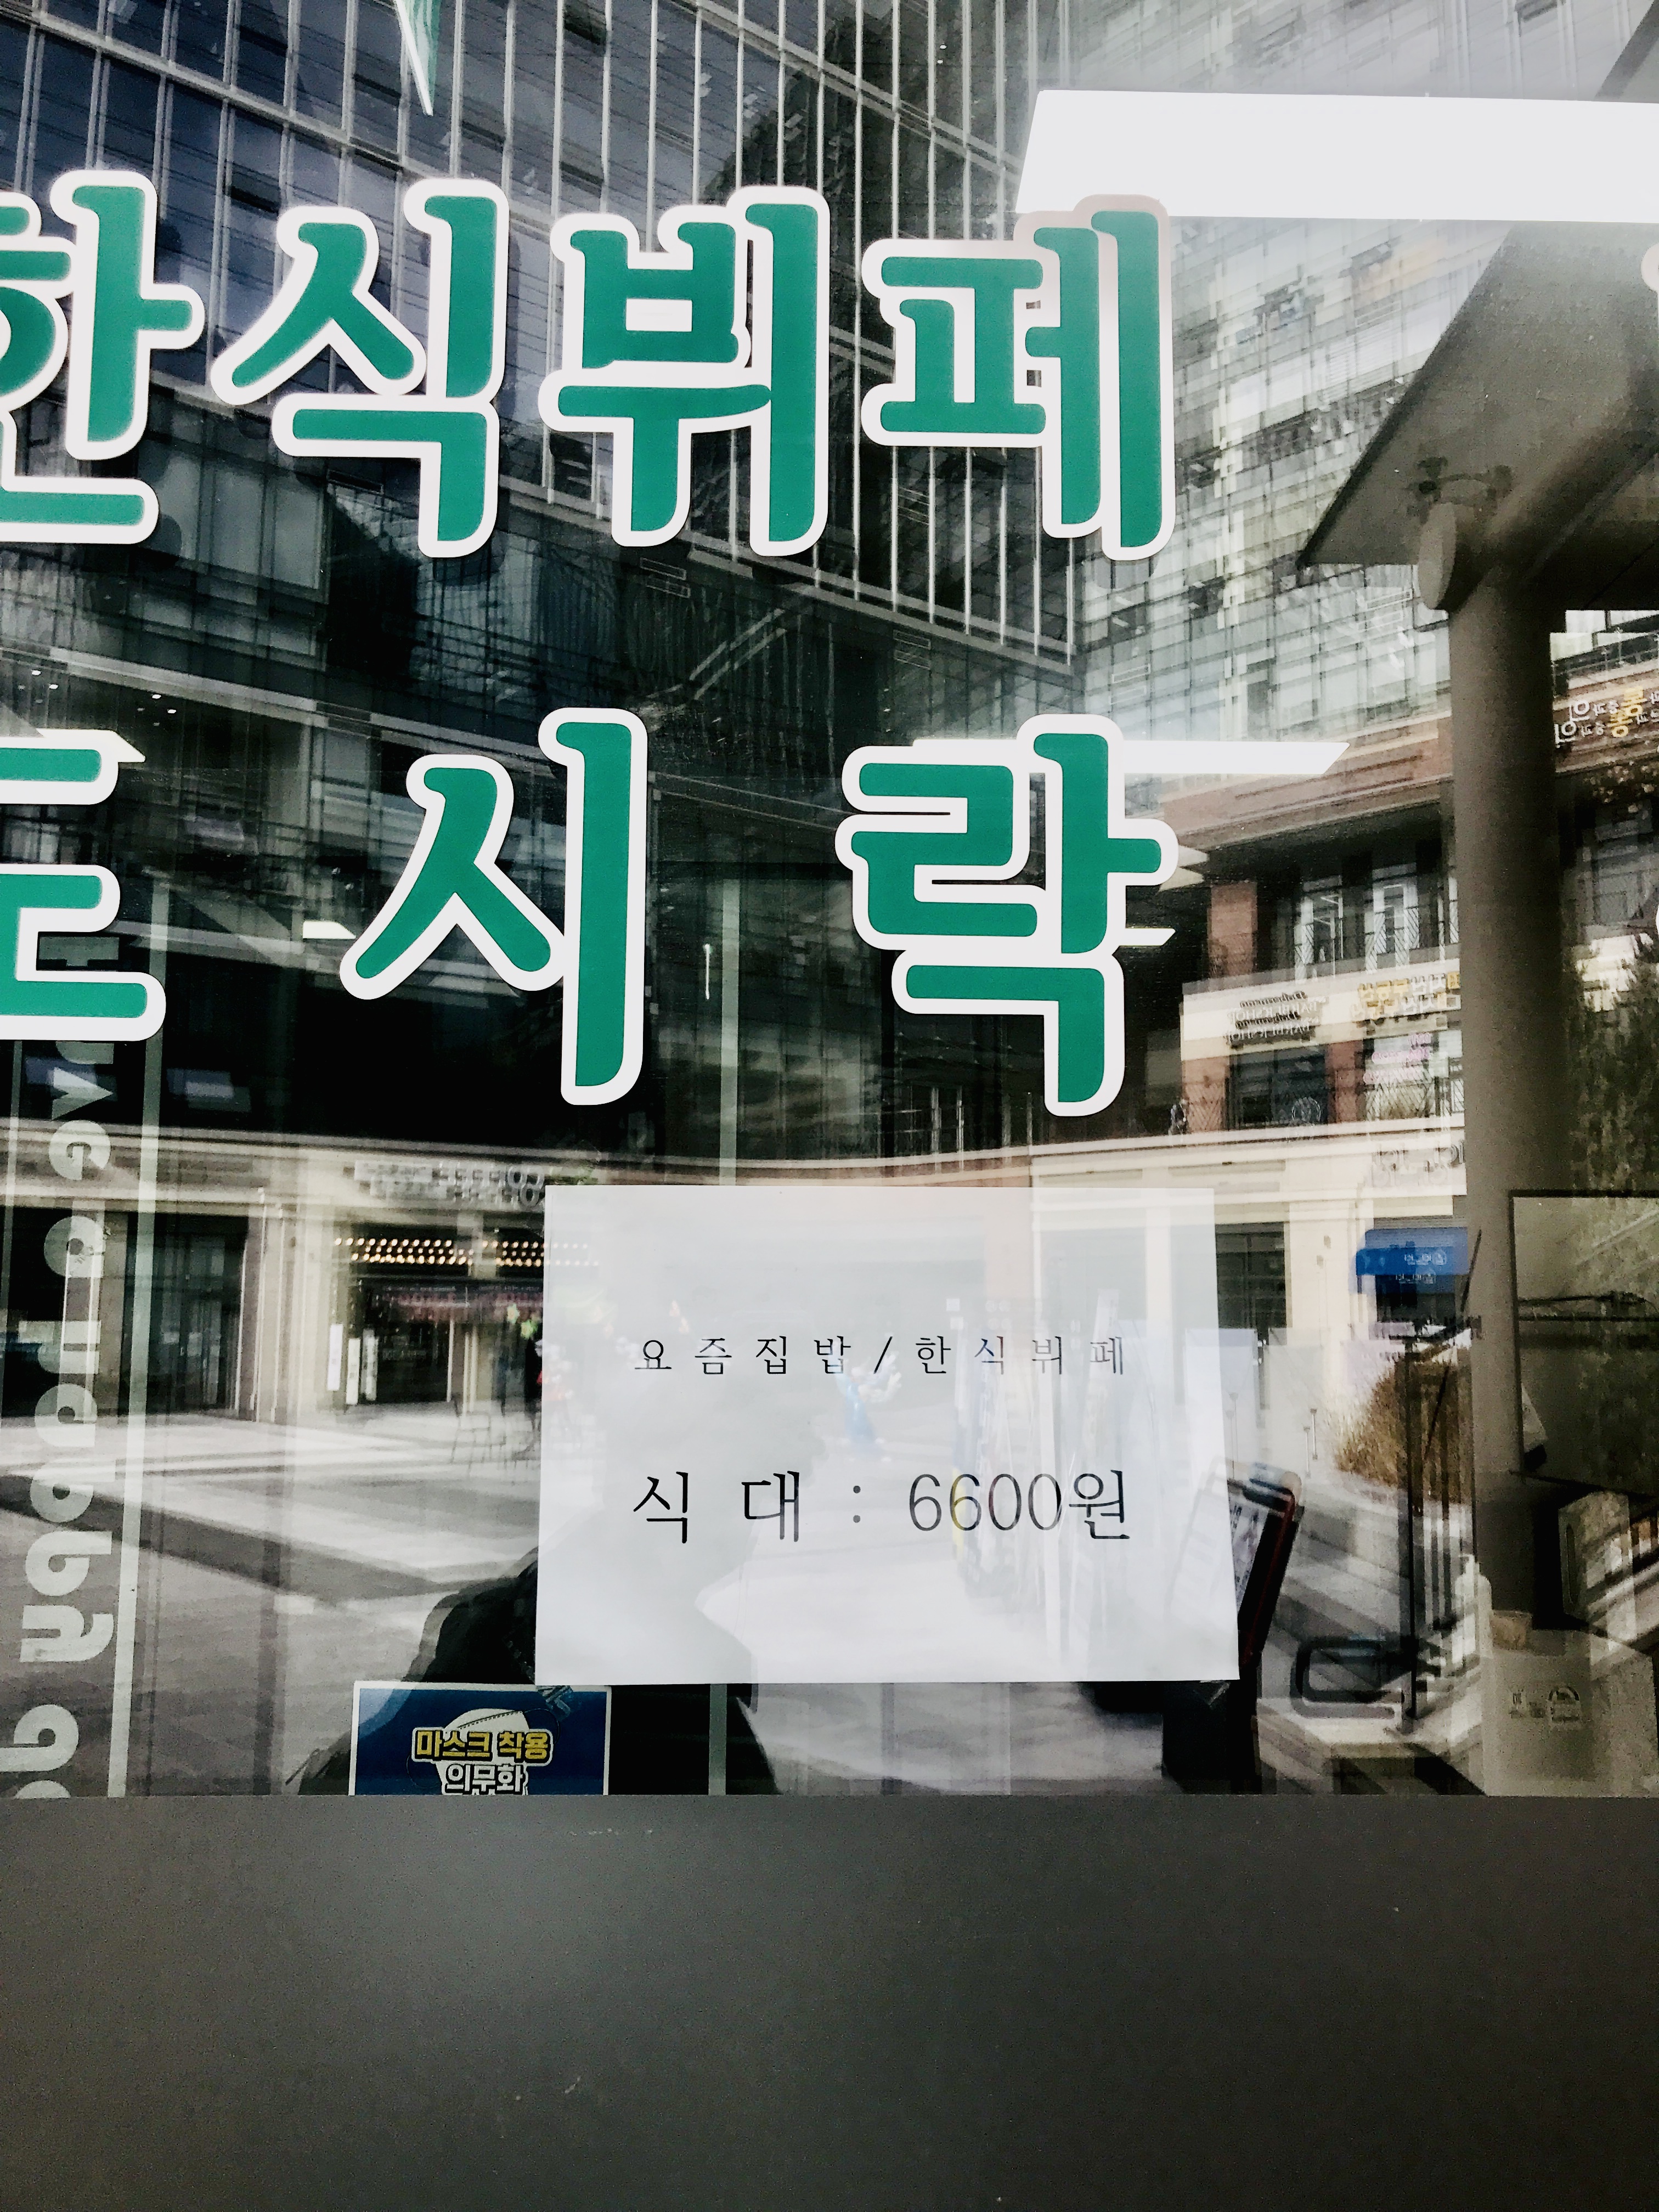 한식뷔페
도시락
요즘집밥/한식뷔페
식 대 : 6600원
마스크 착용
의무화